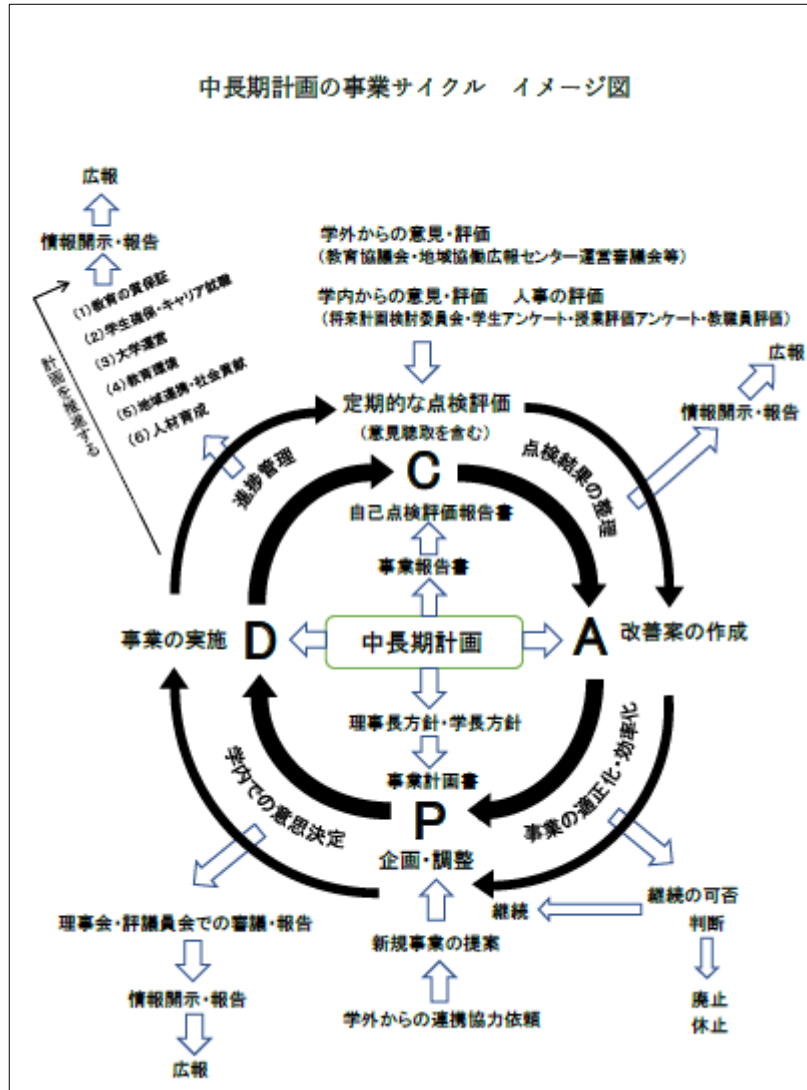 中長期計画の事業サイクル　イメージ図
広報
情報開示・報告
(1)教育の質保証
(2)学生確保・キャリア就職
(3)大学運営
(4)教育環境
(5)地域連携・社会貢献
(6)人材育成
計画を推進する
学外からの意見・評価
(教育協議会・地域協働広報センター運営審議会等)
学内からの意見・評価　人事の評価
(将来計画検討委員会・学生アンケート・授業評価アンケート・教職員評価)
広報
情報開示・報告
定期的な点検評価
(意見聴取を含む)
C
進捗管理
点検結果の整理
自己点検評価報告書
事業報告書
事業の実施
D
中長期計画
A
改善案の作成
理事長方針・学長方針
事業計画書
P
企画・調整
学内での意思決定
事業の適正化・効率化
理事会・評議員会での審議・報告
情報開示・報告
広報
新規事業の提案
学外からの連携協力依頼
継続
継続の可否
判断
廃止
休止